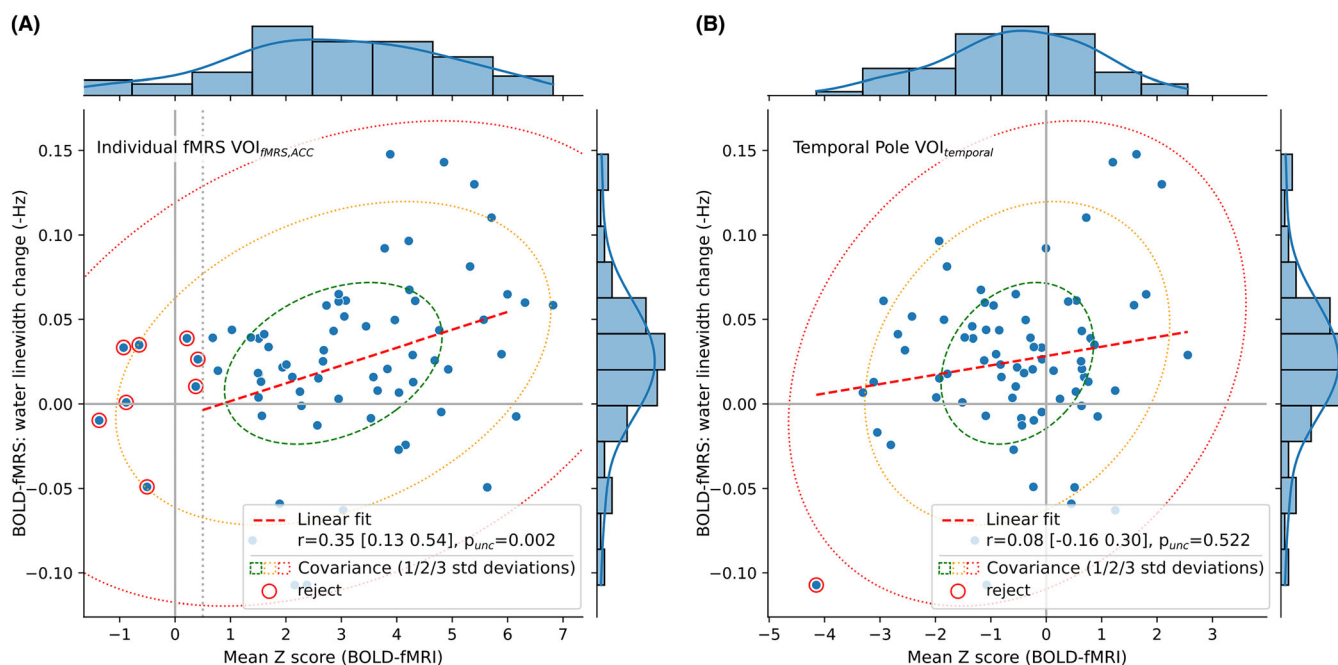 (A)
Individual fMRS VOI_fMRS,ACC
BOLD-fMRS: water linewidth change (-Hz)
0.15
0.10
0.05
0.00
−0.05
−0.10
−1 0 1 2 3 4 5 6 7
Mean Z score (BOLD-fMRI)
Linear fit
r=0.35 [0.13 0.54], p_unc=0.002
Covariance (1/2/3 std deviations)
reject
(B)
Temporal Pole VOI_temporal
BOLD-fMRS: water linewidth change (-Hz)
0.15
0.10
0.05
0.00
−0.05
−0.10
−5 −4 −3 −2 −1 0 1 2 3
Mean Z score (BOLD-fMRI)
Linear fit
r=0.08 [-0.16 0.30], p_unc=0.522
Covariance (1/2/3 std deviations)
reject